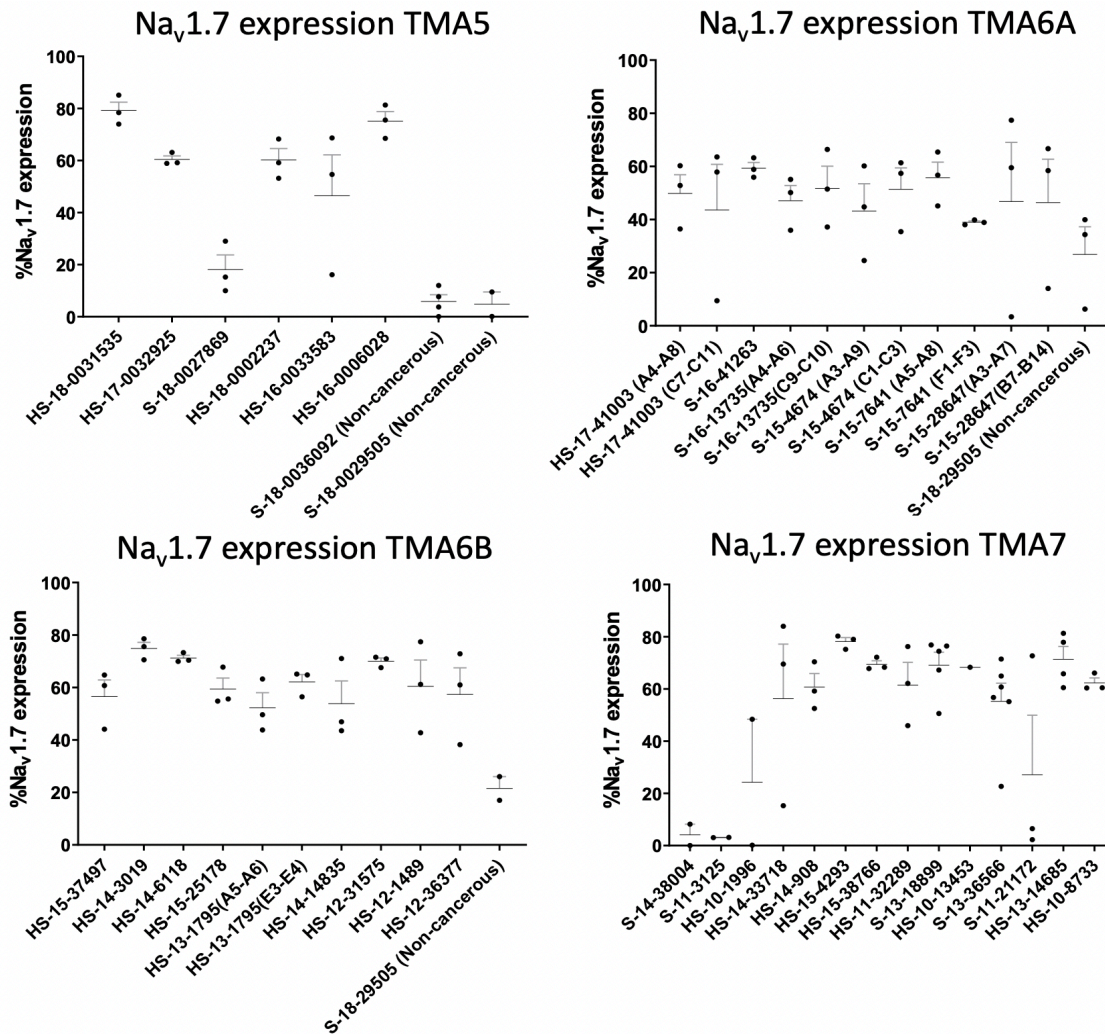 Nav1.7 expression TMA5
%Nav1.7 expression
100
80
60
40
20
0
HS-18-0031535
HS-17-0032925
S-18-0027869
HS-18-0002237
HS-16-0033583
HS-16-0006028
S-18-0036092 (Non-cancerous)
S-18-0029505 (Non-cancerous)
Nav1.7 expression TMA6A
%Nav1.7 expression
100
80
60
40
20
0
HS-17-41003 (A4-A8)
HS-17-41003 (C7-C11)
S-16-41263
S-16-13735(A4-A6)
S-16-13735(C9-C10)
S-15-4674 (A3-A9)
S-15-4674 (C1-C3)
S-15-7641 (A5-A8)
S-15-7641 (F1-F3)
S-15-28647(A3-A7)
S-15-28647(B7-B14)
S-18-29505 (Non-cancerous)
Nav1.7 expression TMA6B
%Nav1.7 expression
100
80
60
40
20
0
HS-15-37497
HS-14-3019
HS-14-6118
HS-15-25178
HS-13-1795(A5-A6)
HS-13-1795(E3-E4)
HS-14-14835
HS-12-31575
HS-12-1489
HS-12-36377
S-18-29505 (Non-cancerous)
Nav1.7 expression TMA7
%Nav1.7 expression
100
80
60
40
20
0
S-14-38004
S-11-3125
HS-10-1996
HS-14-33718
HS-14-908
HS-15-4293
HS-15-38766
HS-11-32289
S-13-18899
HS-10-13453
S-13-36566
S-11-21172
HS-13-14685
HS-10-8733